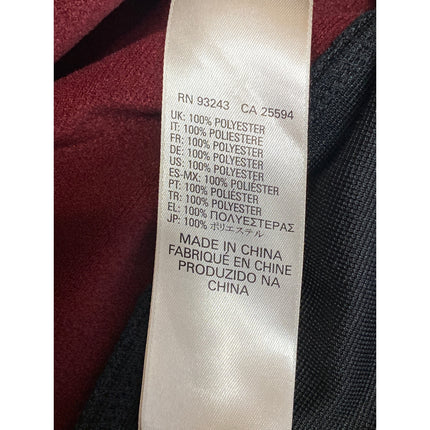 RN 93243 CA 25594
UK: 100% POLYESTER
IT: 100% POLIESTERE
FR: 100% POLYESTER
DE: 100% POLYESTER
US: 100% POLYESTER
ES-MX: 100% POLIÉSTER
PT: 100% POLIÉSTER
TR: 100% POLYESTER
EL: 100% ΠΟΛΥΕΣΤΕΡΑΣ
JP: 100% ポリエステル
MADE IN CHINA
FABRIQUÉ EN CHINE
PRODUZIDO NA
CHINA